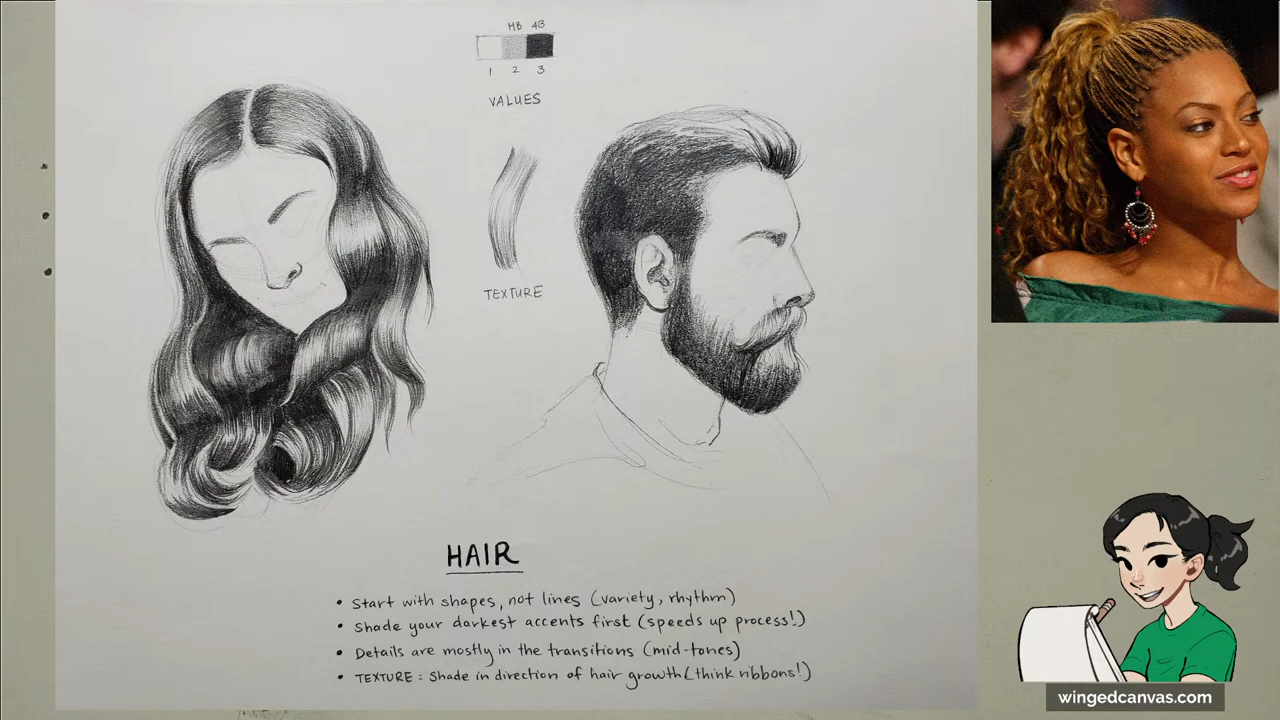 HB 4B
1 2 3
VALUES
TEXTURE
HAIR
• Start with shapes, not lines (variety, rhythm)
• Shade your darkest accents first (speeds up process!)
• Details are mostly in the transitions (mid-tones)
• TEXTURE: Shade in direction of hair growth (think ribbons!)
wingedcanvas.com